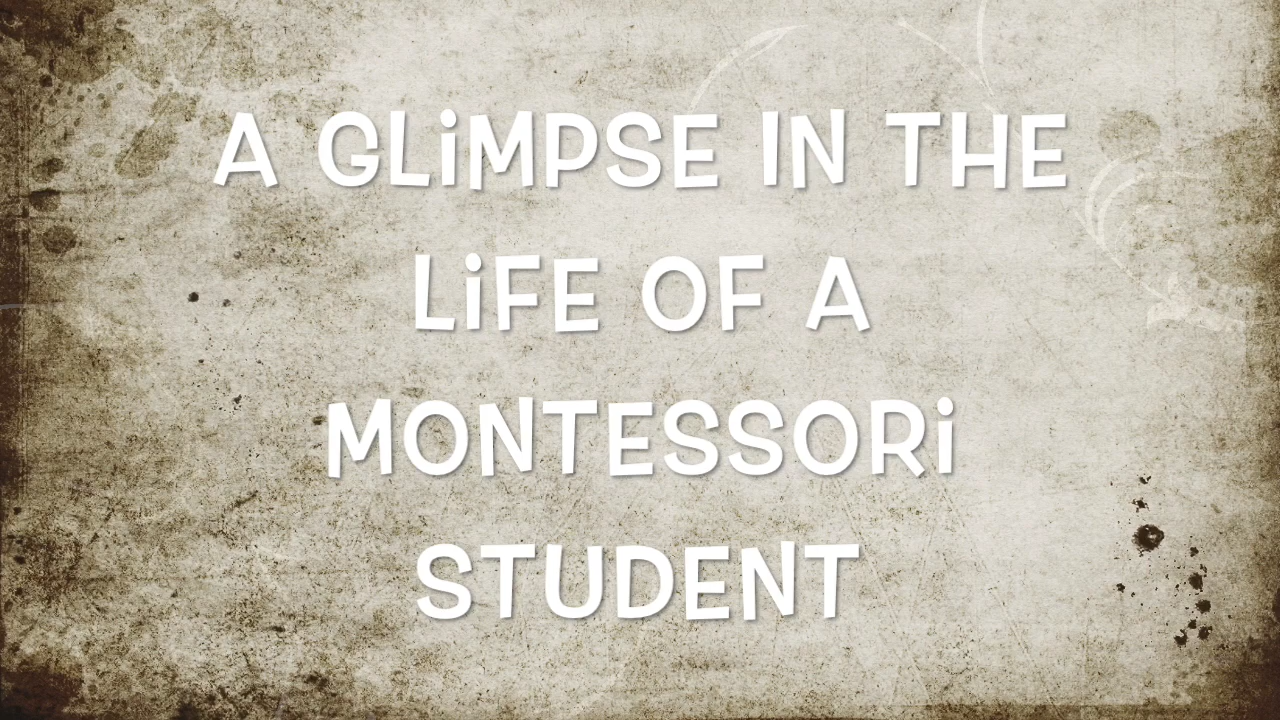 A GLiMPSE IN THE
LiFE OF A
MONTESSORi
STUDENT